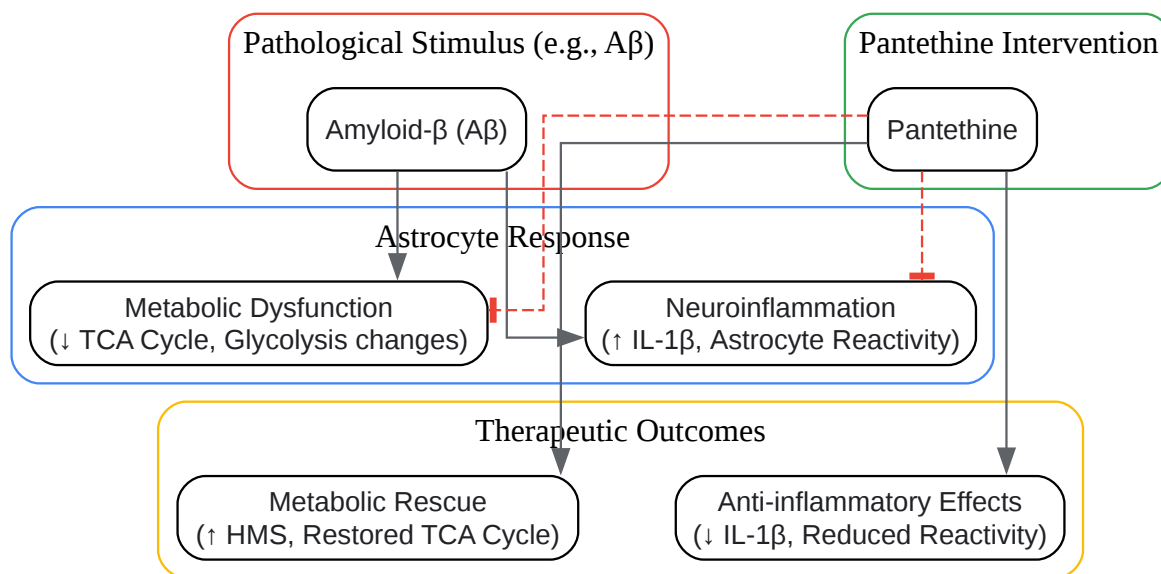 Pathological Stimulus (e.g., Aβ)
Pantethine Intervention
Amyloid-β (Aβ)
Pantethine
Astrocyte Response
Metabolic Dysfunction
(↓ TCA Cycle, Glycolysis changes)
Neuroinflammation
(↑ IL-1β, Astrocyte Reactivity)
Therapeutic Outcomes
Metabolic Rescue
(↑ HMS, Restored TCA Cycle)
Anti-inflammatory Effects
(↓ IL-1β, Reduced Reactivity)